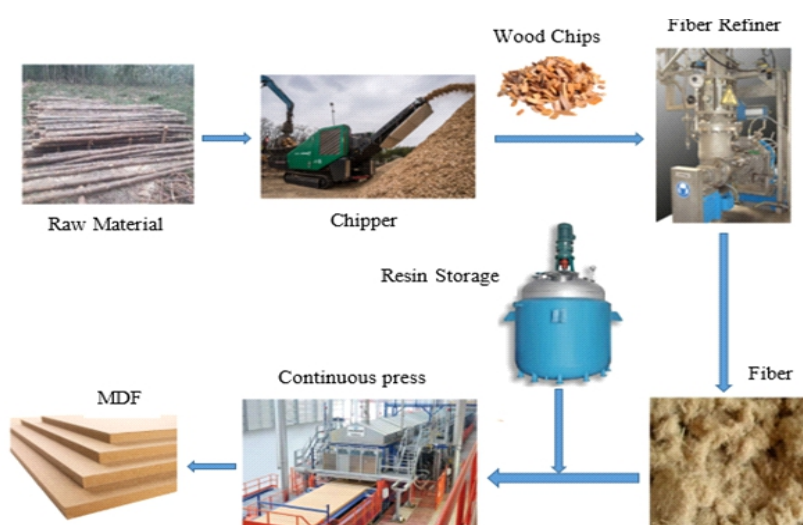 Wood Chips
Fiber Refiner
Raw Material
Chipper
Resin Storage
Fiber
Continuous press
MDF